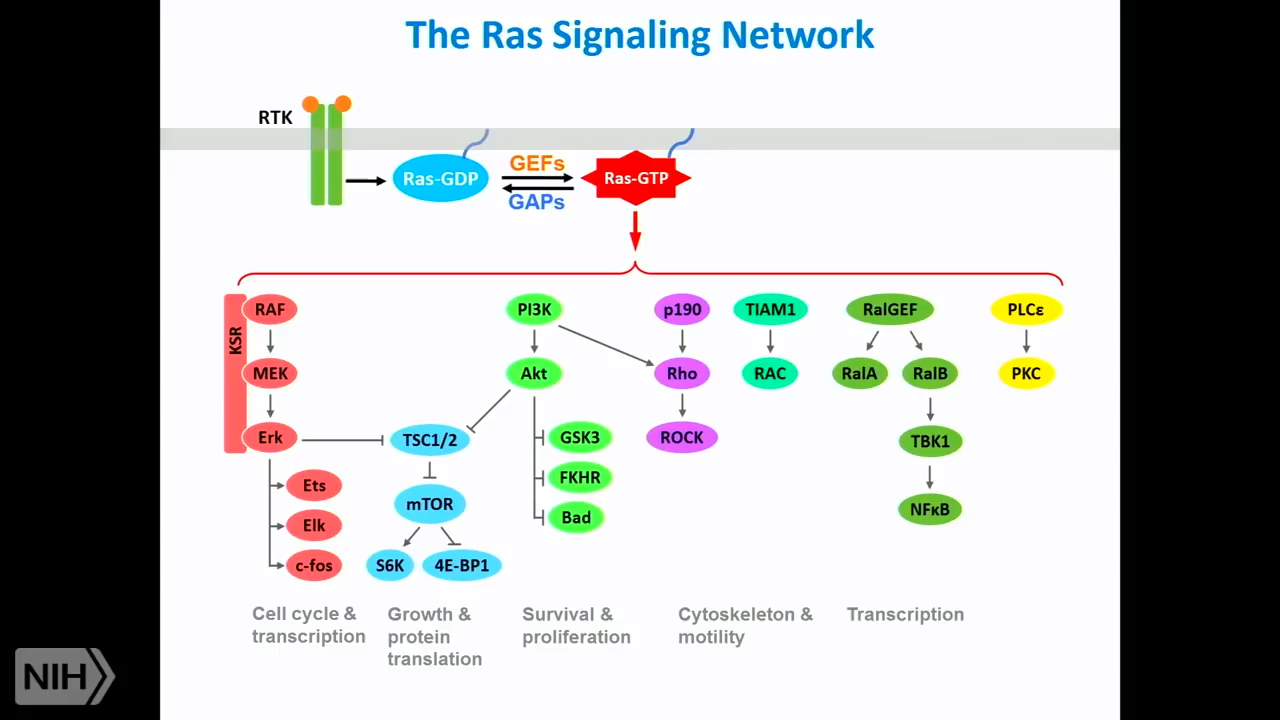 The Ras Signaling Network
RTK
Ras-GDP
GEFs
GAPs
Ras-GTP
KSR
RAF
MEK
Erk
Ets
Elk
c-fos
TSC1/2
mTOR
S6K
4E-BP1
PI3K
Akt
GSK3
FKHR
Bad
p190
Rho
ROCK
TIAM1
RAC
RalGEF
RalA
RalB
TBK1
NFκB
PLCε
PKC
Cell cycle &
transcription
Growth &
protein
translation
Survival &
proliferation
Cytoskeleton &
motility
Transcription
NIH